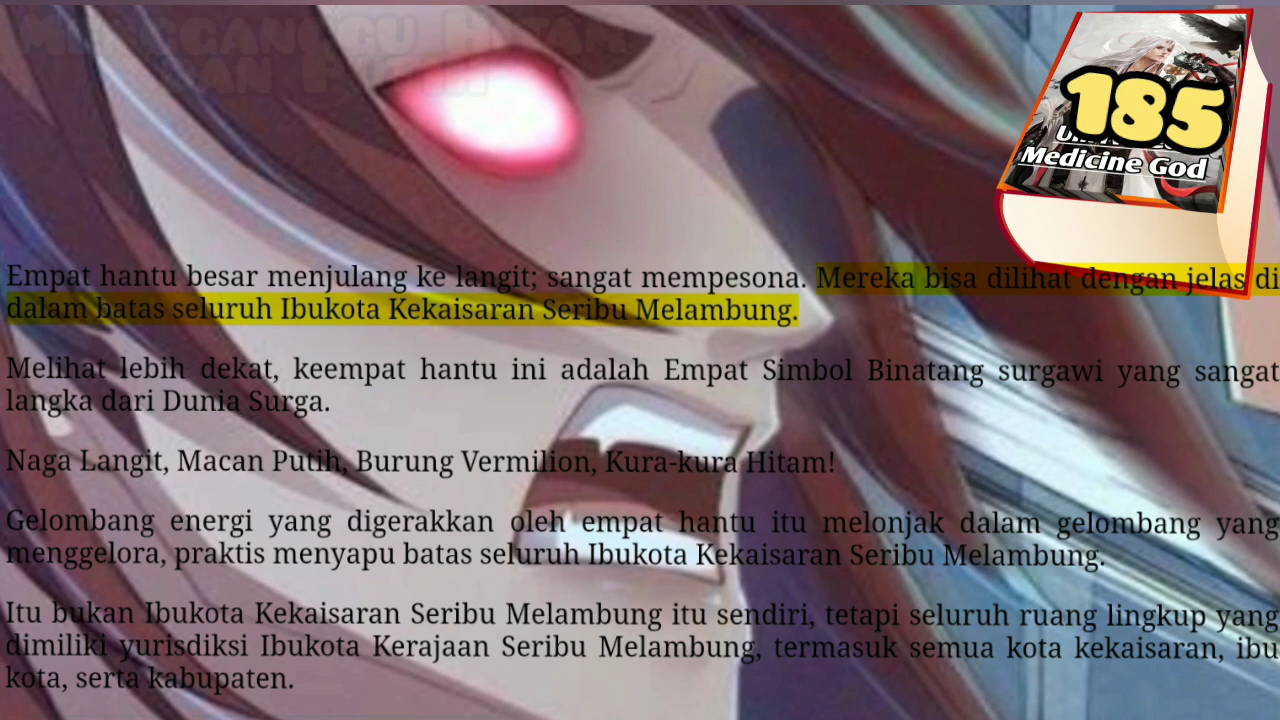 185
Medicine God
Empat hantu besar menjulang ke langit; sangat mempesona. Mereka bisa dilihat dengan jelas di
dalam batas seluruh Ibukota Kekaisaran Seribu Melambung.
Melihat lebih dekat, keempat hantu ini adalah Empat Simbol Binatang surgawi yang sangat
langka dari Dunia Surga.
Naga Langit, Macan Putih, Burung Vermilion, Kura-kura Hitam!
Gelombang energi yang digerakkan oleh empat hantu itu melonjak dalam gelombang yang
menggelora, praktis menyapu batas seluruh Ibukota Kekaisaran Seribu Melambung.
Itu bukan Ibukota Kekaisaran Seribu Melambung itu sendiri, tetapi seluruh ruang lingkup yang
dimiliki yurisdiksi Ibukota Kerajaan Seribu Melambung, termasuk semua kota kekaisaran, ibu
kota, serta kabupaten.